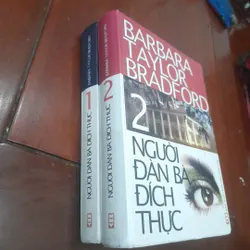 BARBARA
TAYLOR
BRADFORD
2
NGƯỜI
ĐÀN BÀ
ĐÍCH
THỰC
2
NGƯỜI ĐÀN BÀ ĐÍCH THỰC
1
NGƯỜI ĐÀN BÀ ĐÍCH THỰC